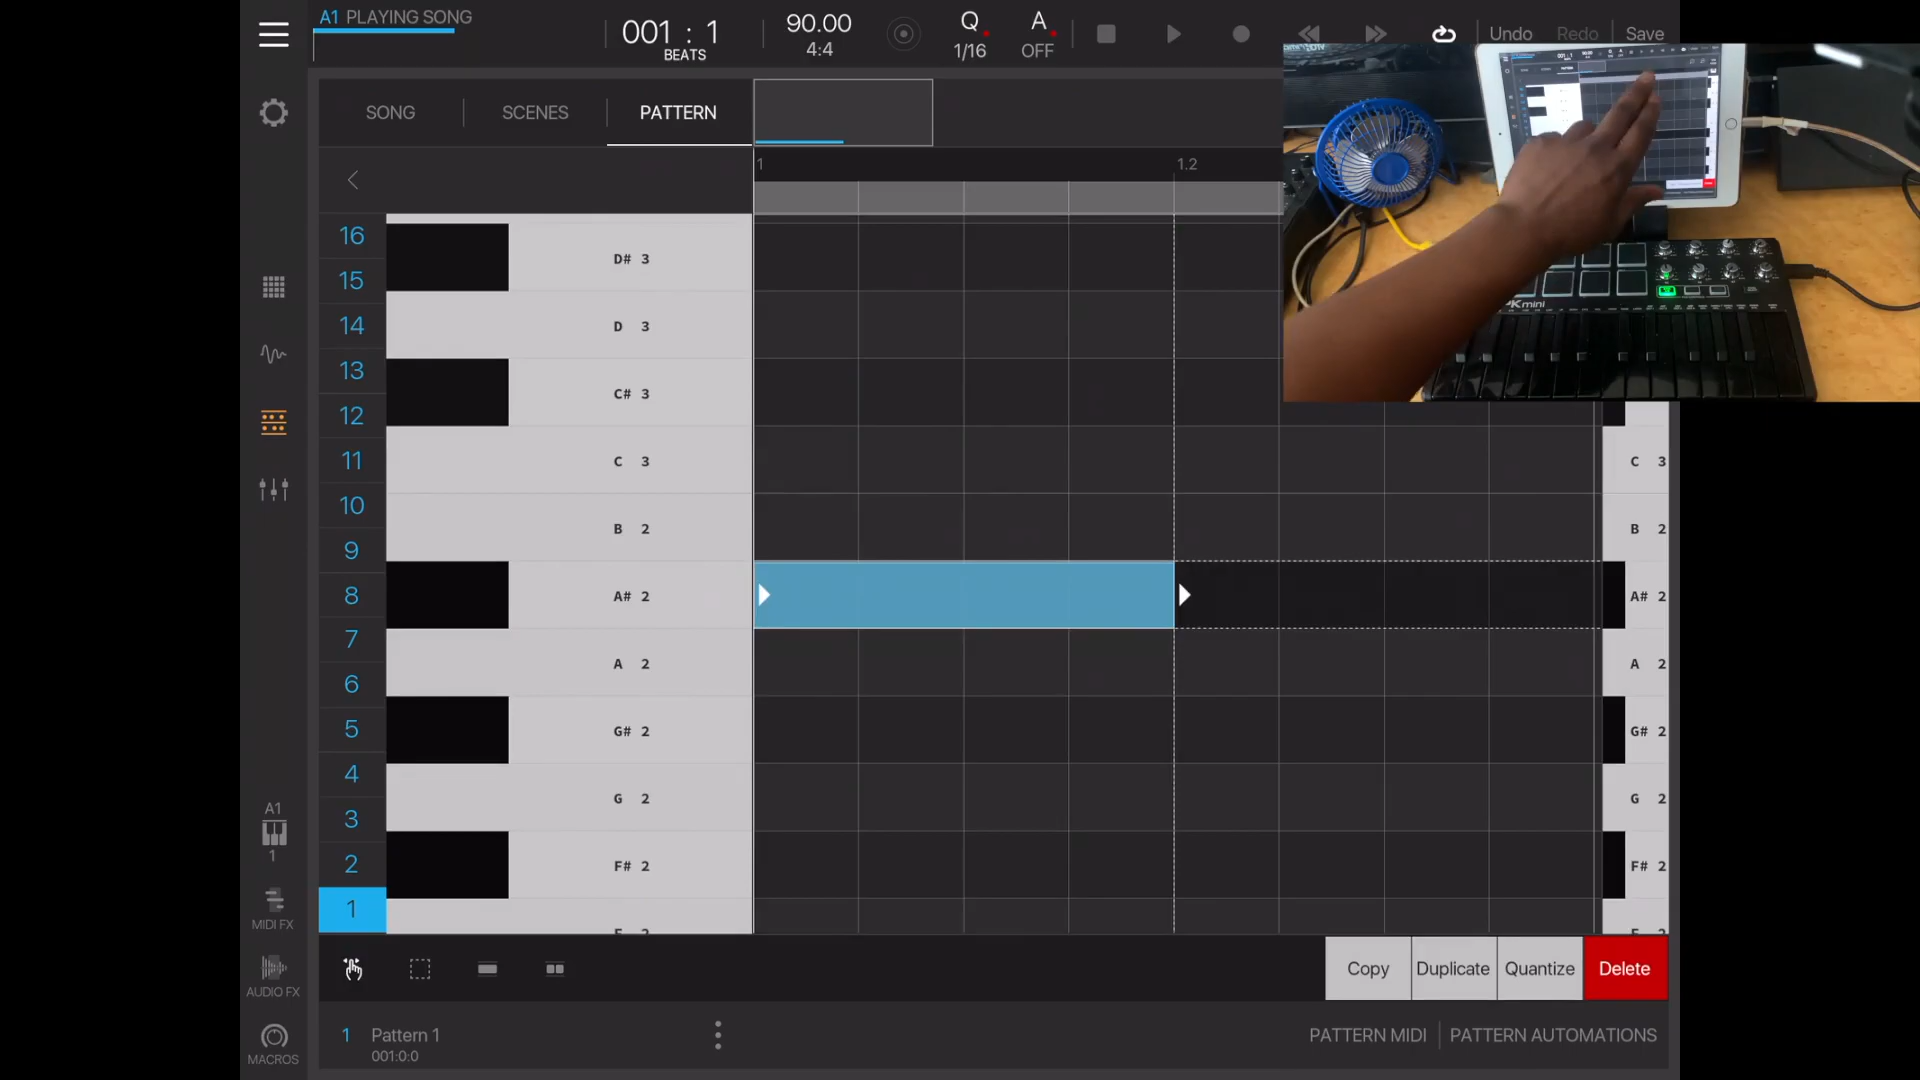 A1 PLAYING SONG
001 : 1
BEATS
90.00
4:4
Q
1/16
A
OFF
Undo
Redo
Save
SONG
SCENES
PATTERN
1
1.2
16
15
14
13
12
11
10
9
8
7
6
5
4
3
2
1
D# 3
D 3
C# 3
C 3
B 2
A# 2
A 2
G# 2
G 2
F# 2
C 3
B 2
A# 2
A 2
G# 2
G 2
F# 2
A1
1
MIDI FX
AUDIO FX
MACROS
Copy
Duplicate
Quantize
Delete
1 Pattern 1
001:0:0
PATTERN MIDI
PATTERN AUTOMATIONS
PK mini